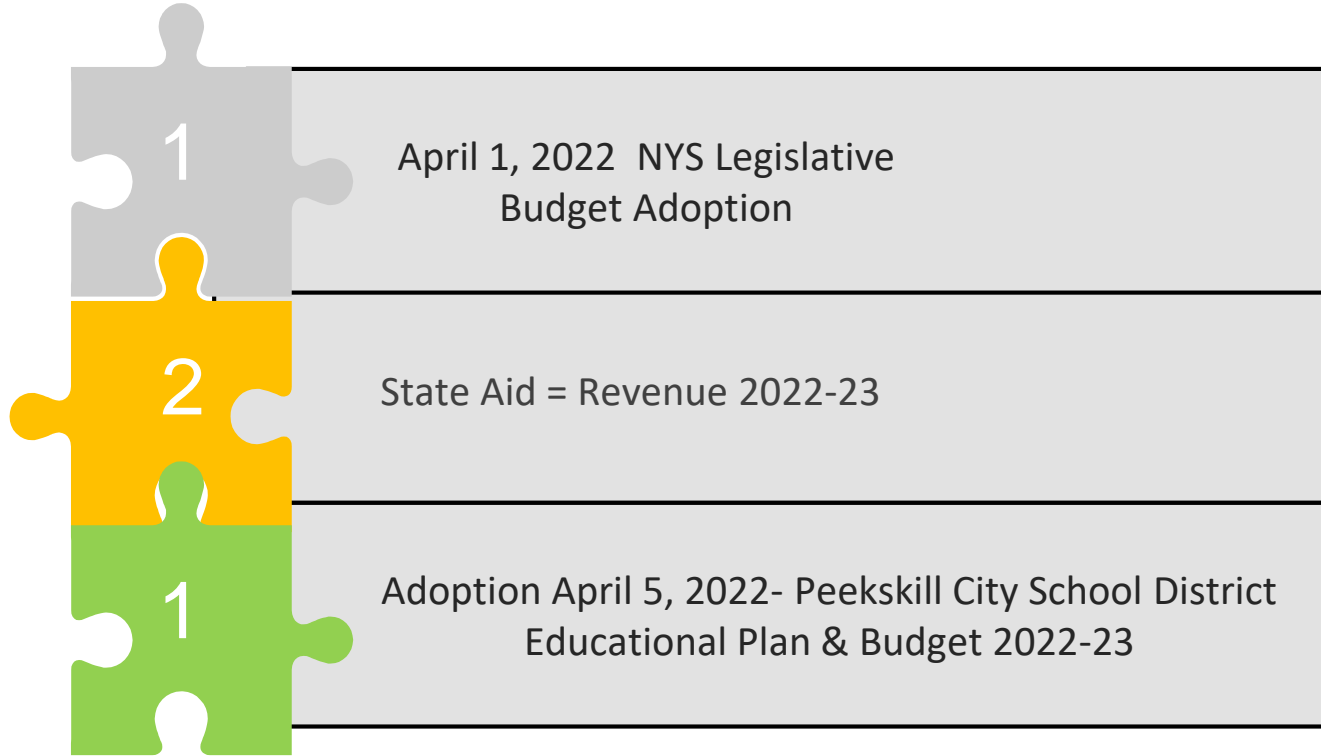 1
April 1, 2022  NYS Legislative
Budget Adoption
2
State Aid = Revenue 2022-23
1
Adoption April 5, 2022- Peekskill City School District
Educational Plan & Budget 2022-23